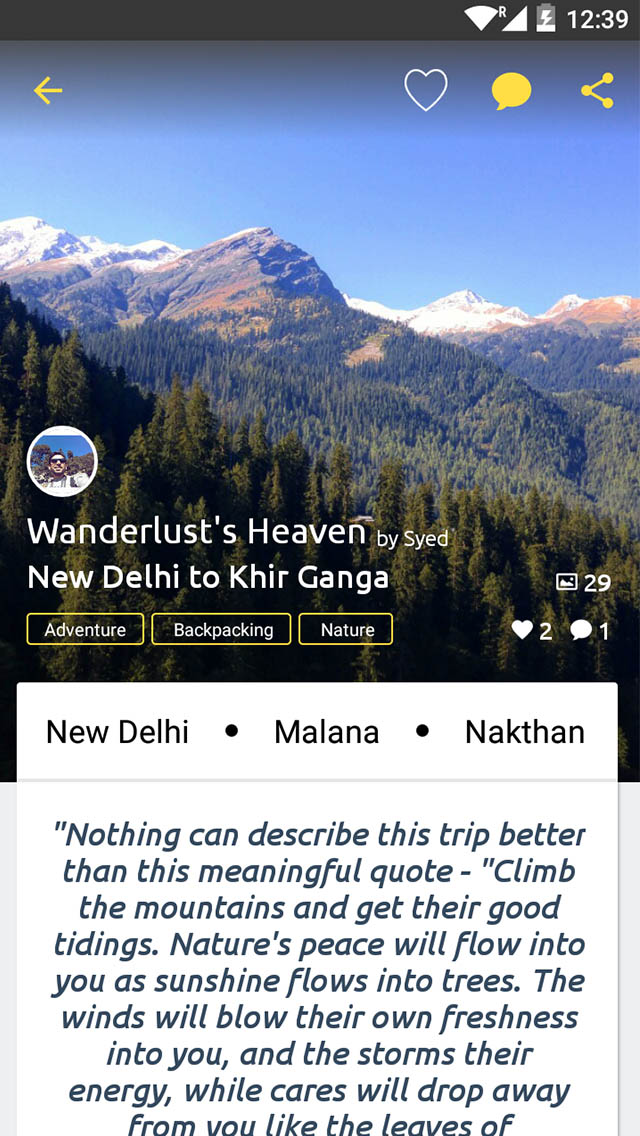 R 12:39
Wanderlust's Heaven by Syed
New Delhi to Khir Ganga
29
Adventure Backpacking Nature
2 1
New Delhi • Malana • Nakthan
"Nothing can describe this trip better
than this meaningful quote - "Climb
the mountains and get their good
tidings. Nature's peace will flow into
you as sunshine flows into trees. The
winds will blow their own freshness
into you, and the storms their
energy, while cares will drop away
from you like the leaves of